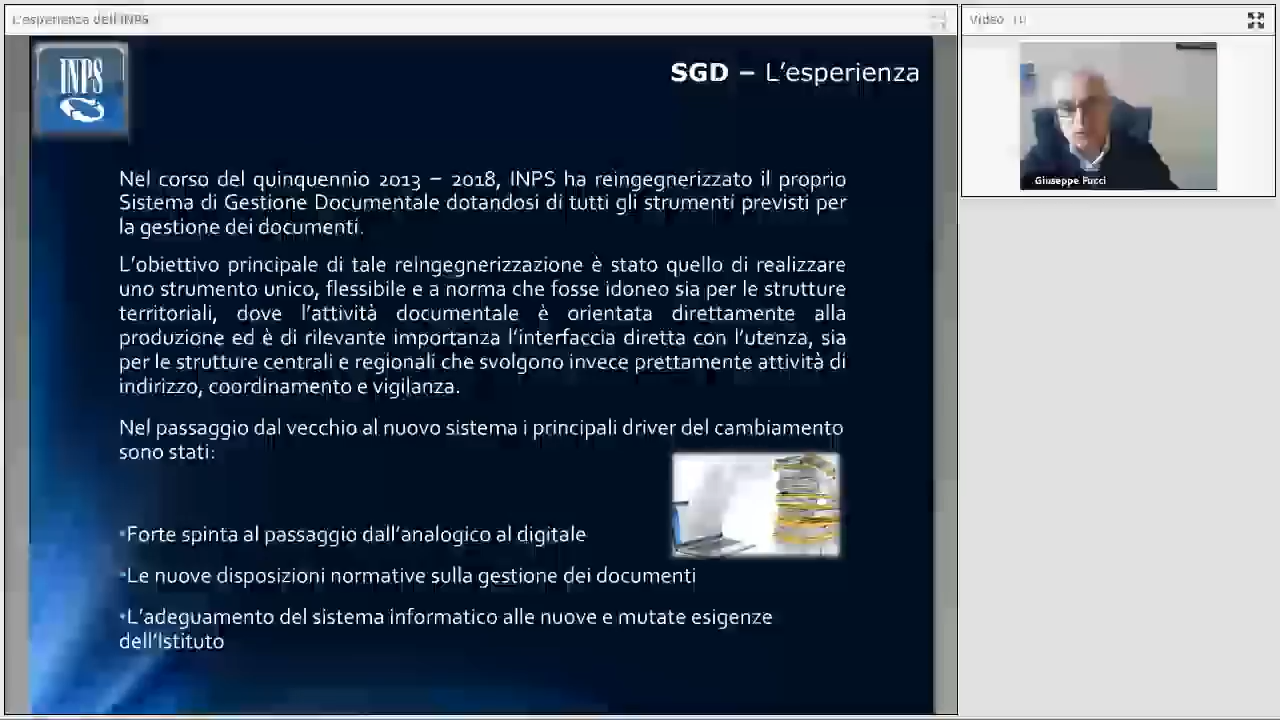 L'esperienza dell'INPS
INPS
SGD – L'esperienza
Nel corso del quinquennio 2013 – 2018, INPS ha reingegnerizzato il proprio
Sistema di Gestione Documentale dotandosi di tutti gli strumenti previsti per
la gestione dei documenti.
L'obiettivo principale di tale reingegnerizzazione è stato quello di realizzare
uno strumento unico, flessibile e a norma che fosse idoneo sia per le strutture
territoriali, dove l'attività documentale è orientata direttamente alla
produzione ed è di rilevante importanza l'interfaccia diretta con l'utenza, sia
per le strutture centrali e regionali che svolgono invece prettamente attività di
indirizzo, coordinamento e vigilanza.
Nel passaggio dal vecchio al nuovo sistema i principali driver del cambiamento
sono stati:
•Forte spinta al passaggio dall'analogico al digitale
•Le nuove disposizioni normative sulla gestione dei documenti
•L'adeguamento del sistema informatico alle nuove e mutate esigenze
dell'Istituto
Video
Giuseppe